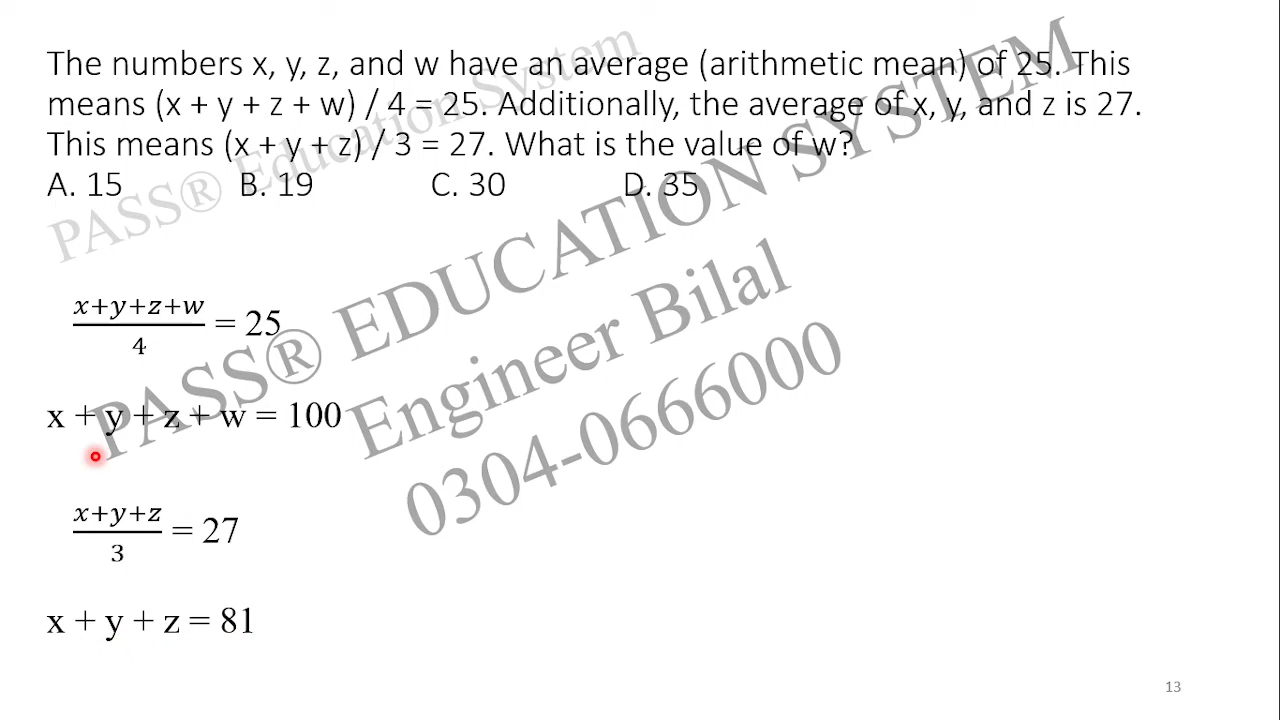 The numbers x, y, z, and w have an average (arithmetic mean) of 25. This
means (x + y + z + w) / 4 = 25. Additionally, the average of x, y, and z is 27.
This means (x + y + z) / 3 = 27. What is the value of w?
A. 15 B. 19 C. 30 D. 35
PASS® Education System
PASS® EDUCATION SYSTEM
Engineer Bilal
0304-0666000
x+y+z+w
4
= 25
x + y + z + w = 100
x+y+z
3
= 27
x + y + z = 81
13